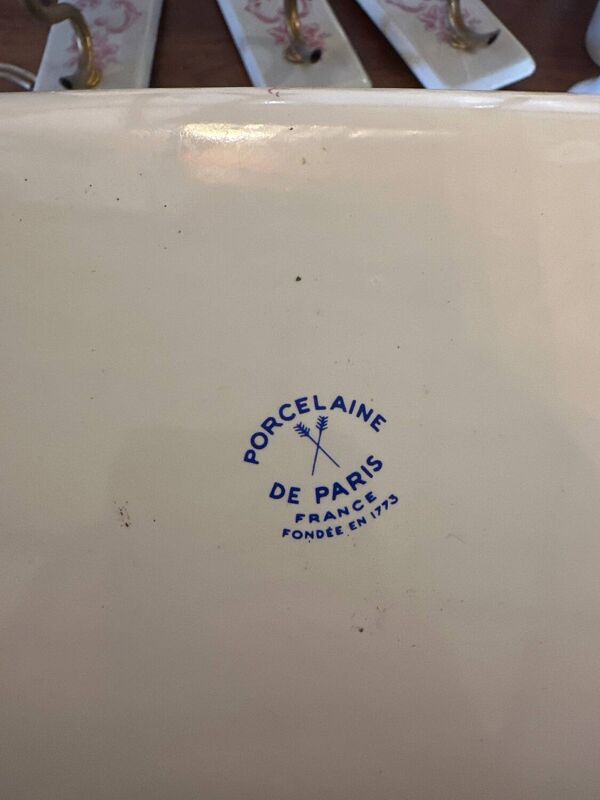 PORCELAINE
DE PARIS
FRANCE
FONDÉE EN 1773